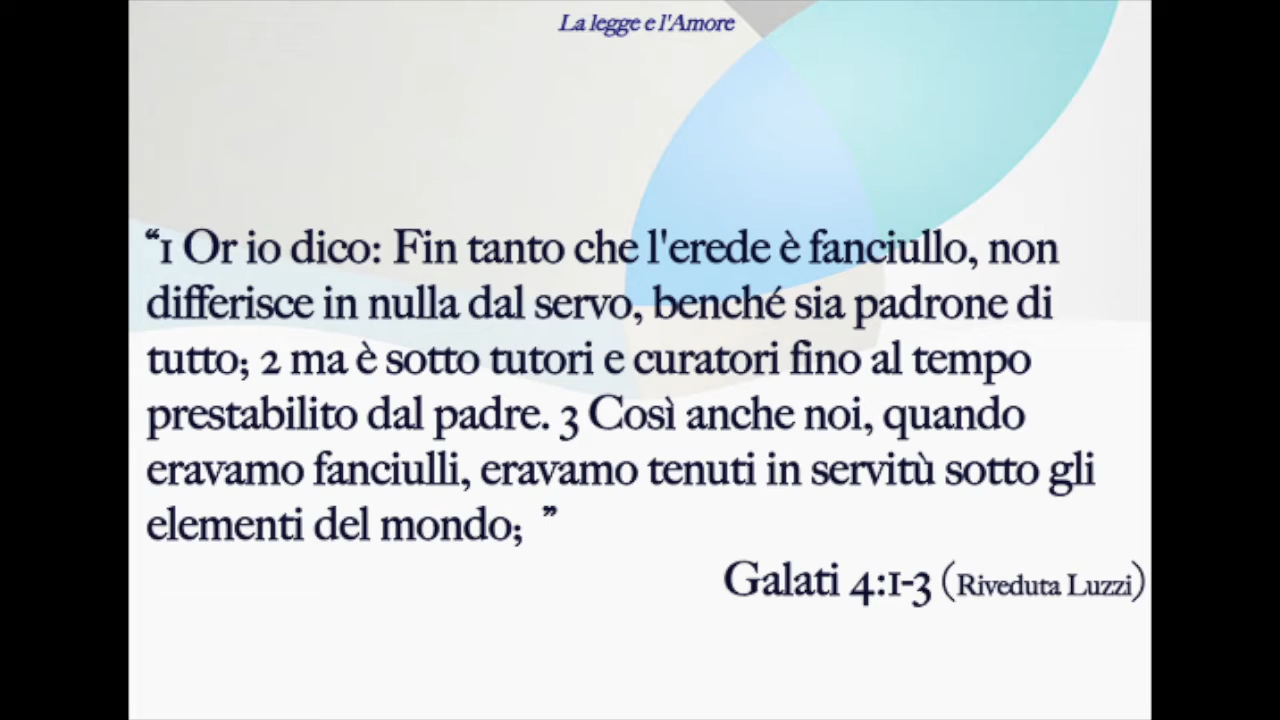 La legge e l'Amore
“1 Or io dico: Fin tanto che l'erede è fanciullo, non
differisce in nulla dal servo, benché sia padrone di
tutto; 2 ma è sotto tutori e curatori fino al tempo
prestabilito dal padre. 3 Così anche noi, quando
eravamo fanciulli, eravamo tenuti in servitù sotto gli
elementi del mondo; ”
Galati 4:1-3 (Riveduta Luzzi)